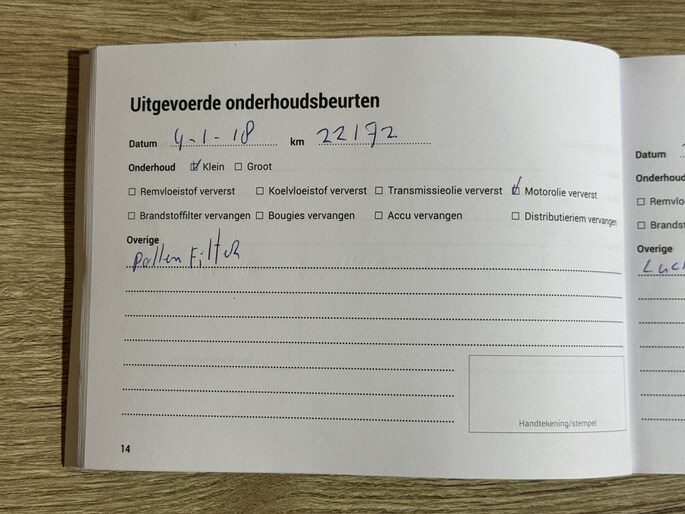 Uitgevoerde onderhoudsbeurten
Datum 4-1-18 km 22172
Onderhoud ☑ Klein ☐ Groot
☐ Remvloeistof ververst ☐ Koelvloeistof ververst ☐ Transmissieolie ververst ☑ Motorolie ververst
☐ Brandstoffilter vervangen ☐ Bougies vervangen ☐ Accu vervangen ☐ Distributieriem vervangen
Overige
Pollen Filter
Handtekening/stempel
14
Datum
Onderhoud
☐ Remvlo
☐ Brandst
Overige
Luch